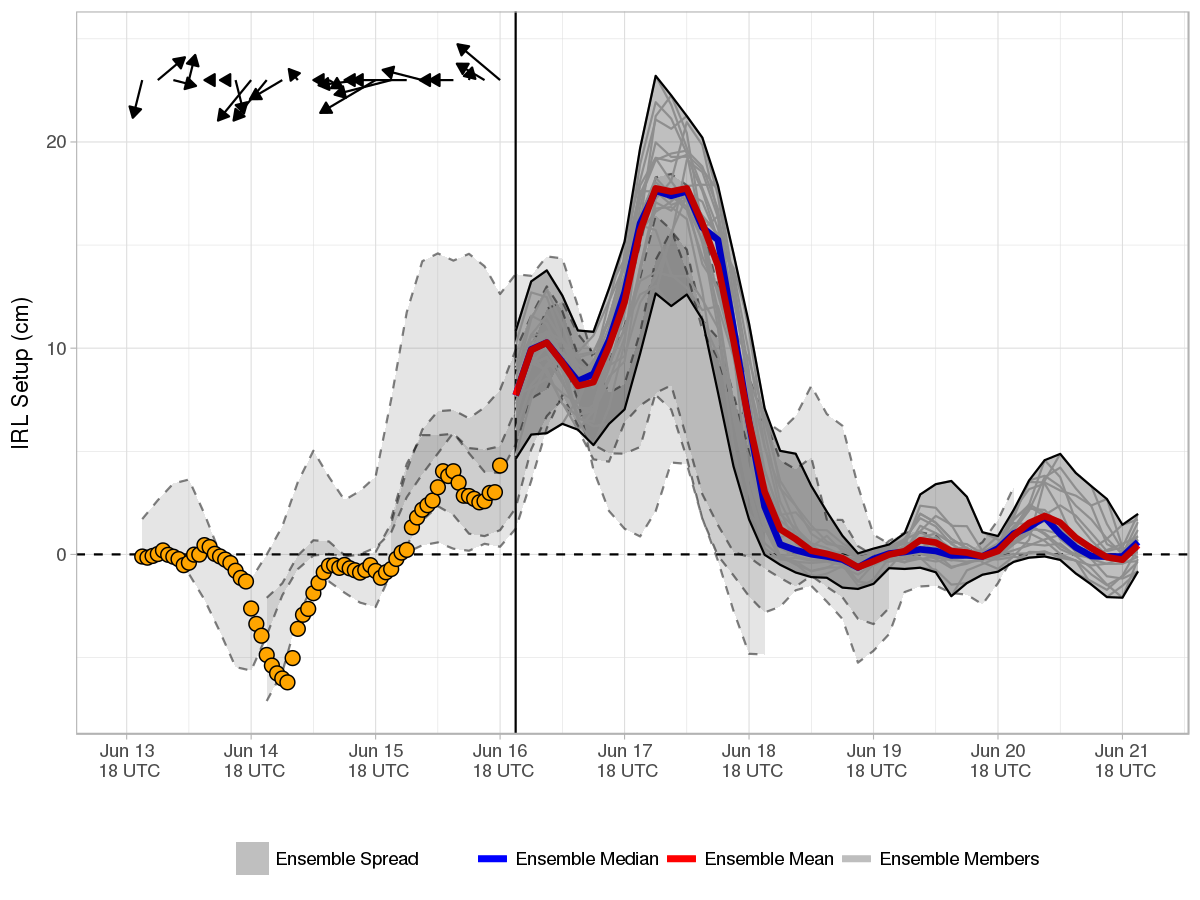 IRL Setup (cm)
20
10
0
Jun 13 Jun 14 Jun 15 Jun 16 Jun 17 Jun 18 Jun 19 Jun 20 Jun 21
18 UTC 18 UTC 18 UTC 18 UTC 18 UTC 18 UTC 18 UTC 18 UTC 18 UTC
Ensemble Spread Ensemble Median Ensemble Mean Ensemble Members